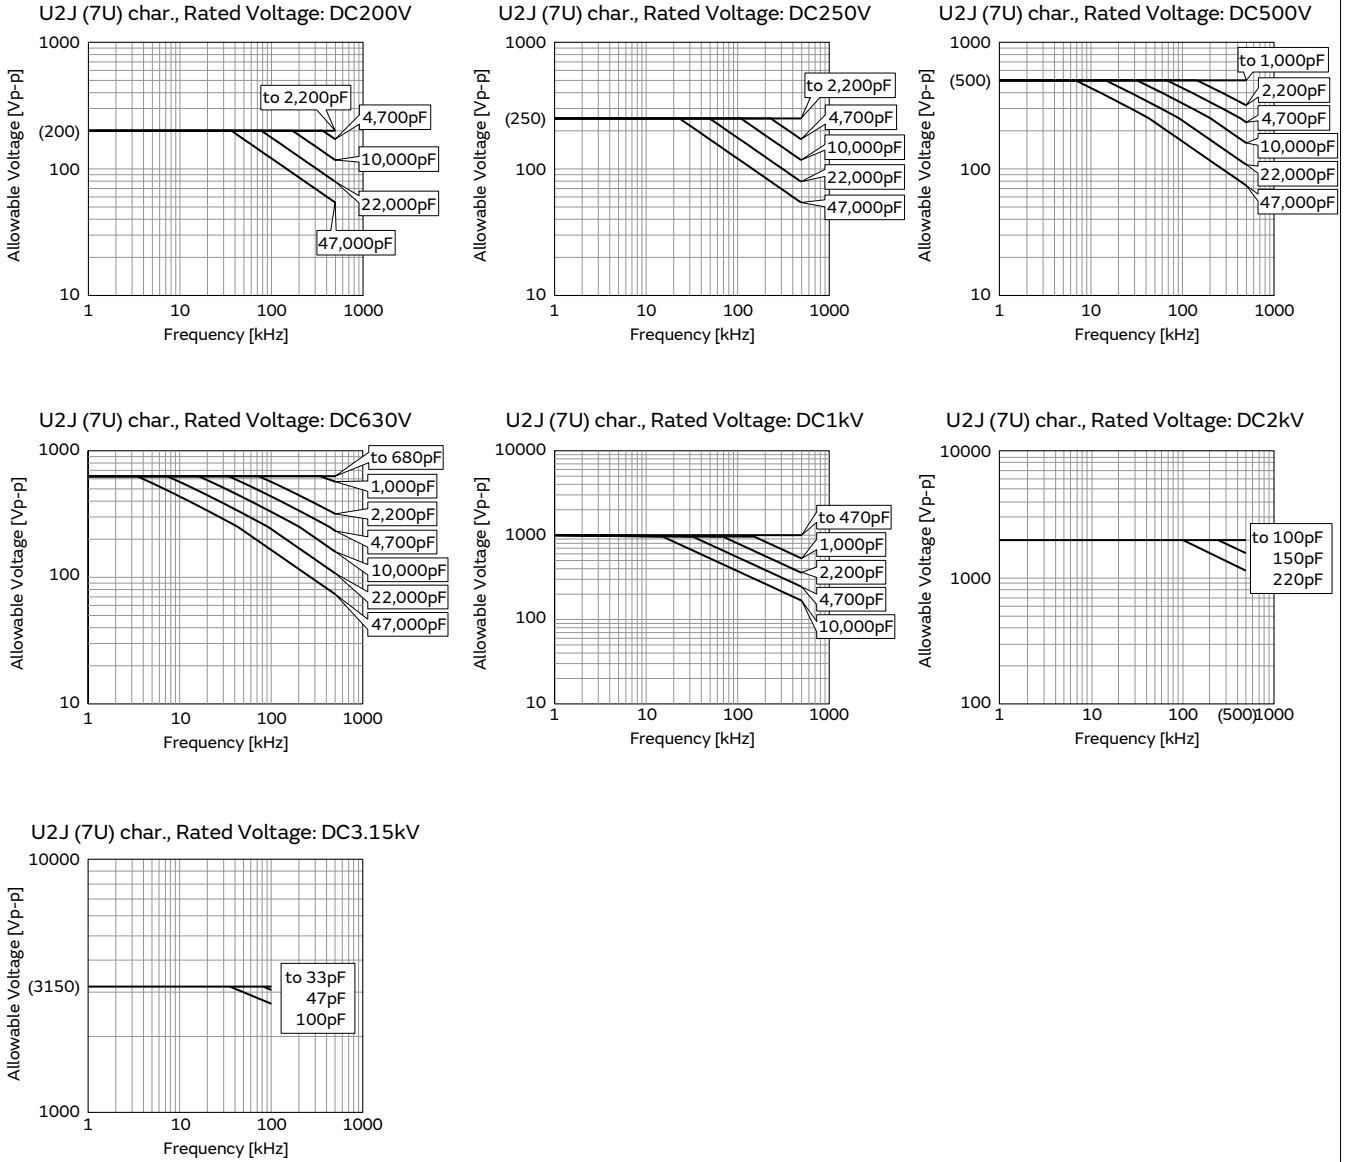 U2J (7U) char., Rated Voltage: DC200V
Allowable Voltage [Vp-p]
1000
(200)
100
10
to 2,200pF
4,700pF
10,000pF
22,000pF
47,000pF
1 10 100 1000
Frequency [kHz]
U2J (7U) char., Rated Voltage: DC250V
Allowable Voltage [Vp-p]
1000
(250)
100
10
to 2,200pF
4,700pF
10,000pF
22,000pF
47,000pF
1 10 100 1000
Frequency [kHz]
U2J (7U) char., Rated Voltage: DC500V
Allowable Voltage [Vp-p]
1000
(500)
100
10
to 1,000pF
2,200pF
4,700pF
10,000pF
22,000pF
47,000pF
1 10 100 1000
Frequency [kHz]
U2J (7U) char., Rated Voltage: DC630V
Allowable Voltage [Vp-p]
1000
100
10
to 680pF
1,000pF
2,200pF
4,700pF
10,000pF
22,000pF
47,000pF
1 10 100 1000
Frequency [kHz]
U2J (7U) char., Rated Voltage: DC1kV
Allowable Voltage [Vp-p]
10000
1000
100
10
to 470pF
1,000pF
2,200pF
4,700pF
10,000pF
1 10 100 1000
Frequency [kHz]
U2J (7U) char., Rated Voltage: DC2kV
Allowable Voltage [Vp-p]
10000
1000
100
to 100pF
150pF
220pF
1 10 100 (500)1000
Frequency [kHz]
U2J (7U) char., Rated Voltage: DC3.15kV
Allowable Voltage [Vp-p]
10000
(3150)
1000
to 33pF
47pF
100pF
1 10 100 1000
Frequency [kHz]